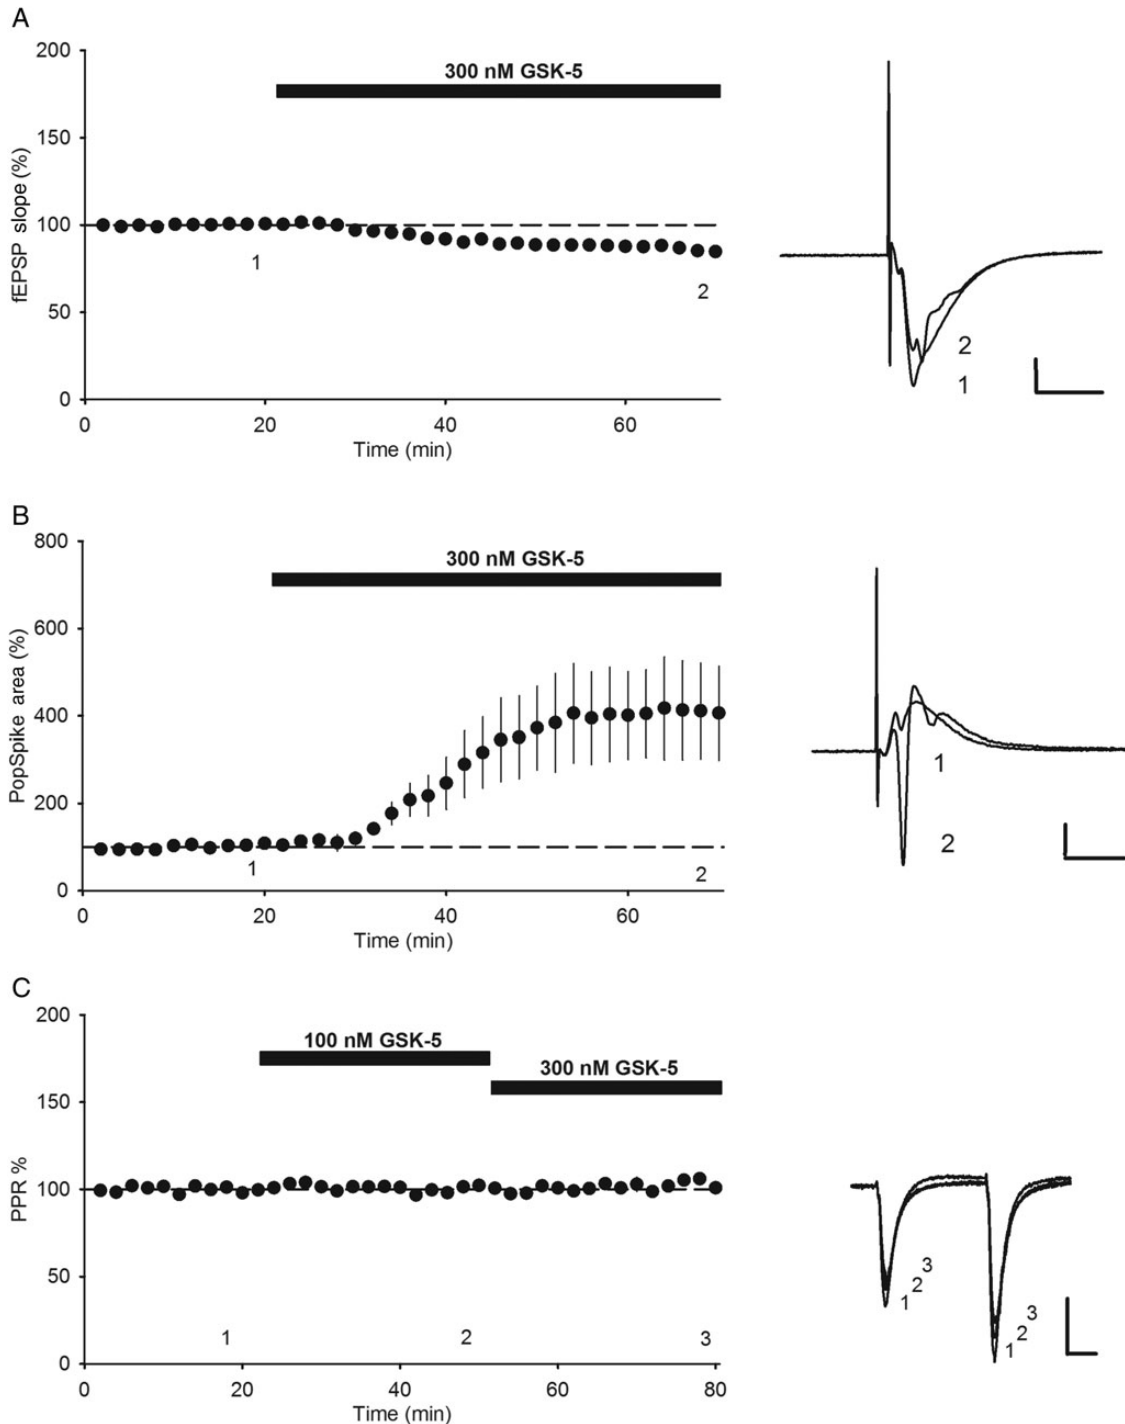 A
200
300 nM GSK-5
150
fEPSP slope (%)
100
1
2
50
2
1
0
0 20 40 60
Time (min)
B
800
300 nM GSK-5
600
PopSpike area (%)
400
200
1
2
1
2
0
0 20 40 60
Time (min)
C
200
100 nM GSK-5
300 nM GSK-5
150
PPR %
100
50
1 2 3
1 2 3
1 2 3
0
0 20 40 60 80
Time (min)